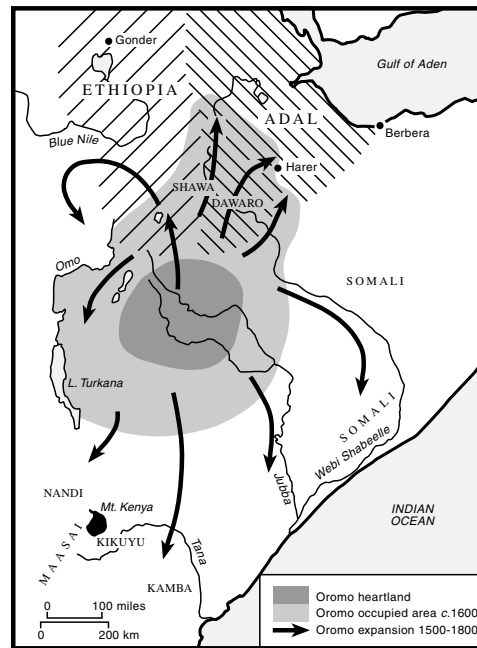 Gonder
Gulf of Aden
ETHIOPIA
ADAL
Blue Nile
Berbera
Harer
SHAWA
DAWARO
Omo
SOMALI
L. Turkana
SOMALI
Webi Shabeelle
Jubba
NANDI
Mt. Kenya
INDIAN
OCEAN
MAASAI
KIKUYU
Tana
KAMBA
0 100 miles
0 200 km
Oromo heartland
Oromo occupied area c.1600
Oromo expansion 1500-1800